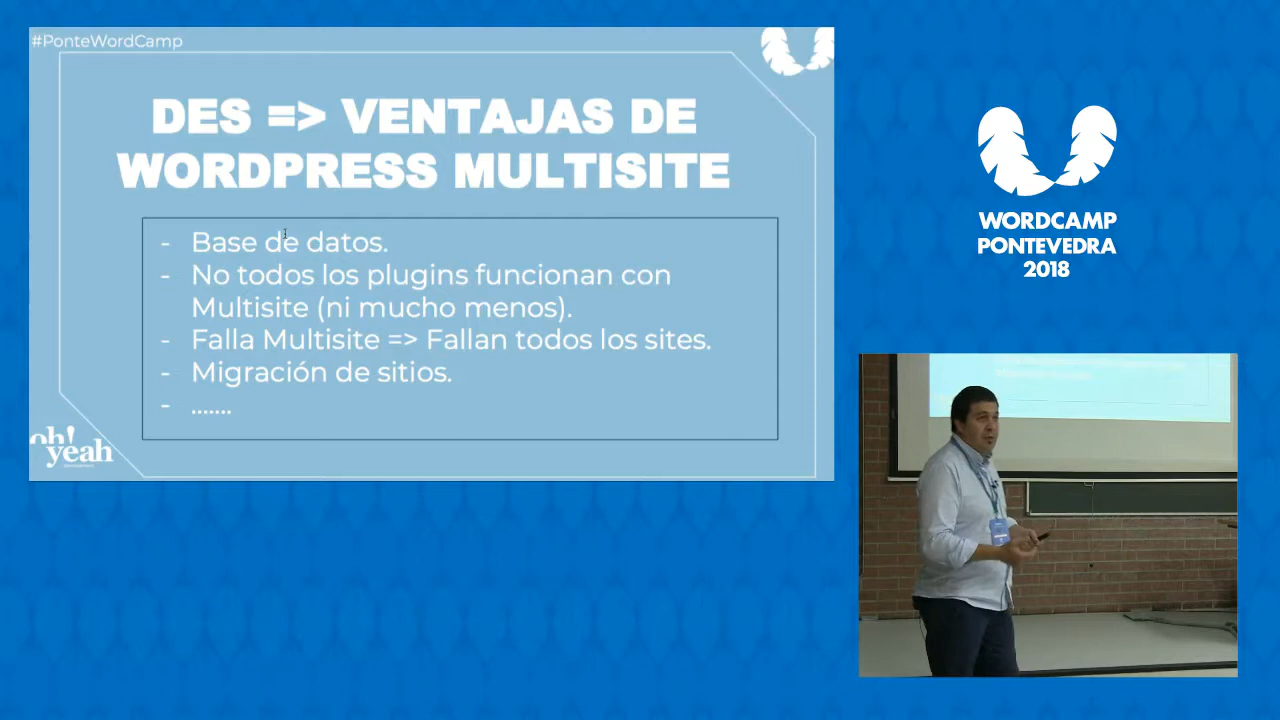 #PonteWordCamp
DES => VENTAJAS DE
WORDPRESS MULTISITE
- Base de datos.
- No todos los plugins funcionan con
Multisite (ni mucho menos).
- Falla Multisite => Fallan todos los sites.
- Migración de sitios.
- .......
oh!
yeah
WORDCAMP
PONTEVEDRA
2018